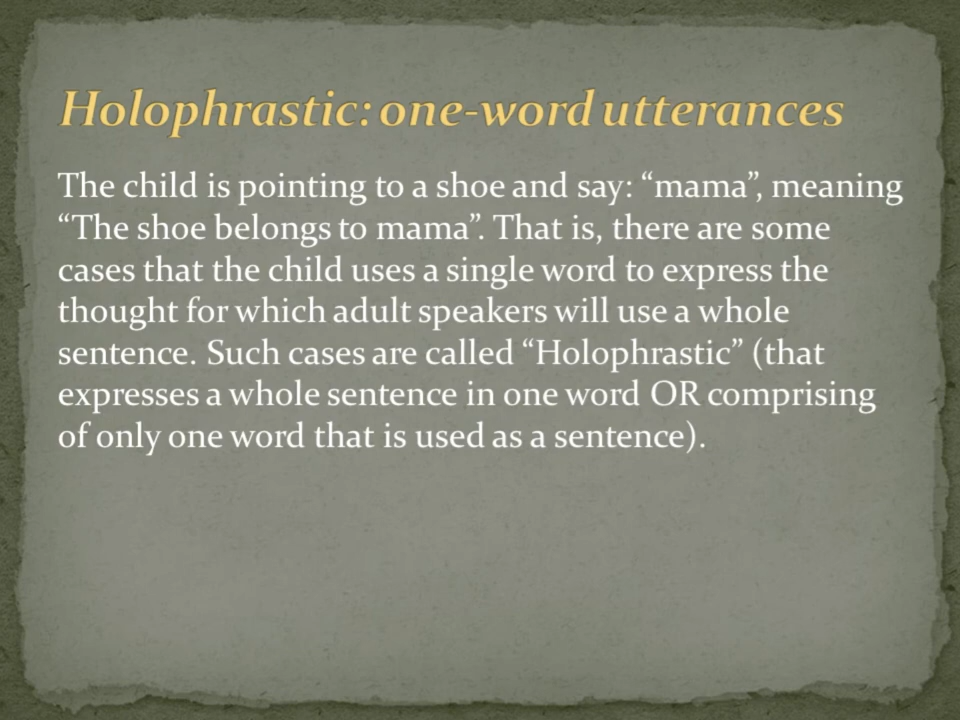 Holophrastic: one-word utterances
The child is pointing to a shoe and say: “mama”, meaning
“The shoe belongs to mama”. That is, there are some
cases that the child uses a single word to express the
thought for which adult speakers will use a whole
sentence. Such cases are called “Holophrastic” (that
expresses a whole sentence in one word OR comprising
of only one word that is used as a sentence).